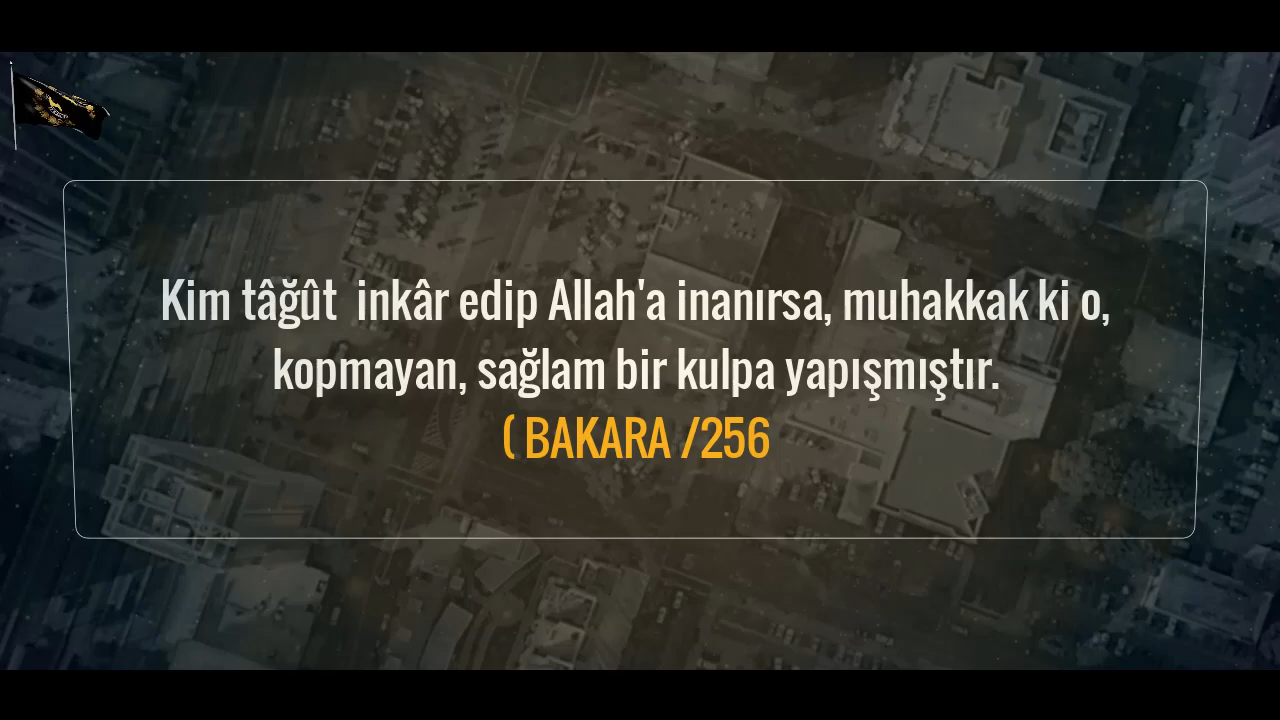 Kim tâğût  inkâr edip Allah'a inanırsa, muhakkak ki o,
kopmayan, sağlam bir kulpa yapışmıştır.
( BAKARA /256